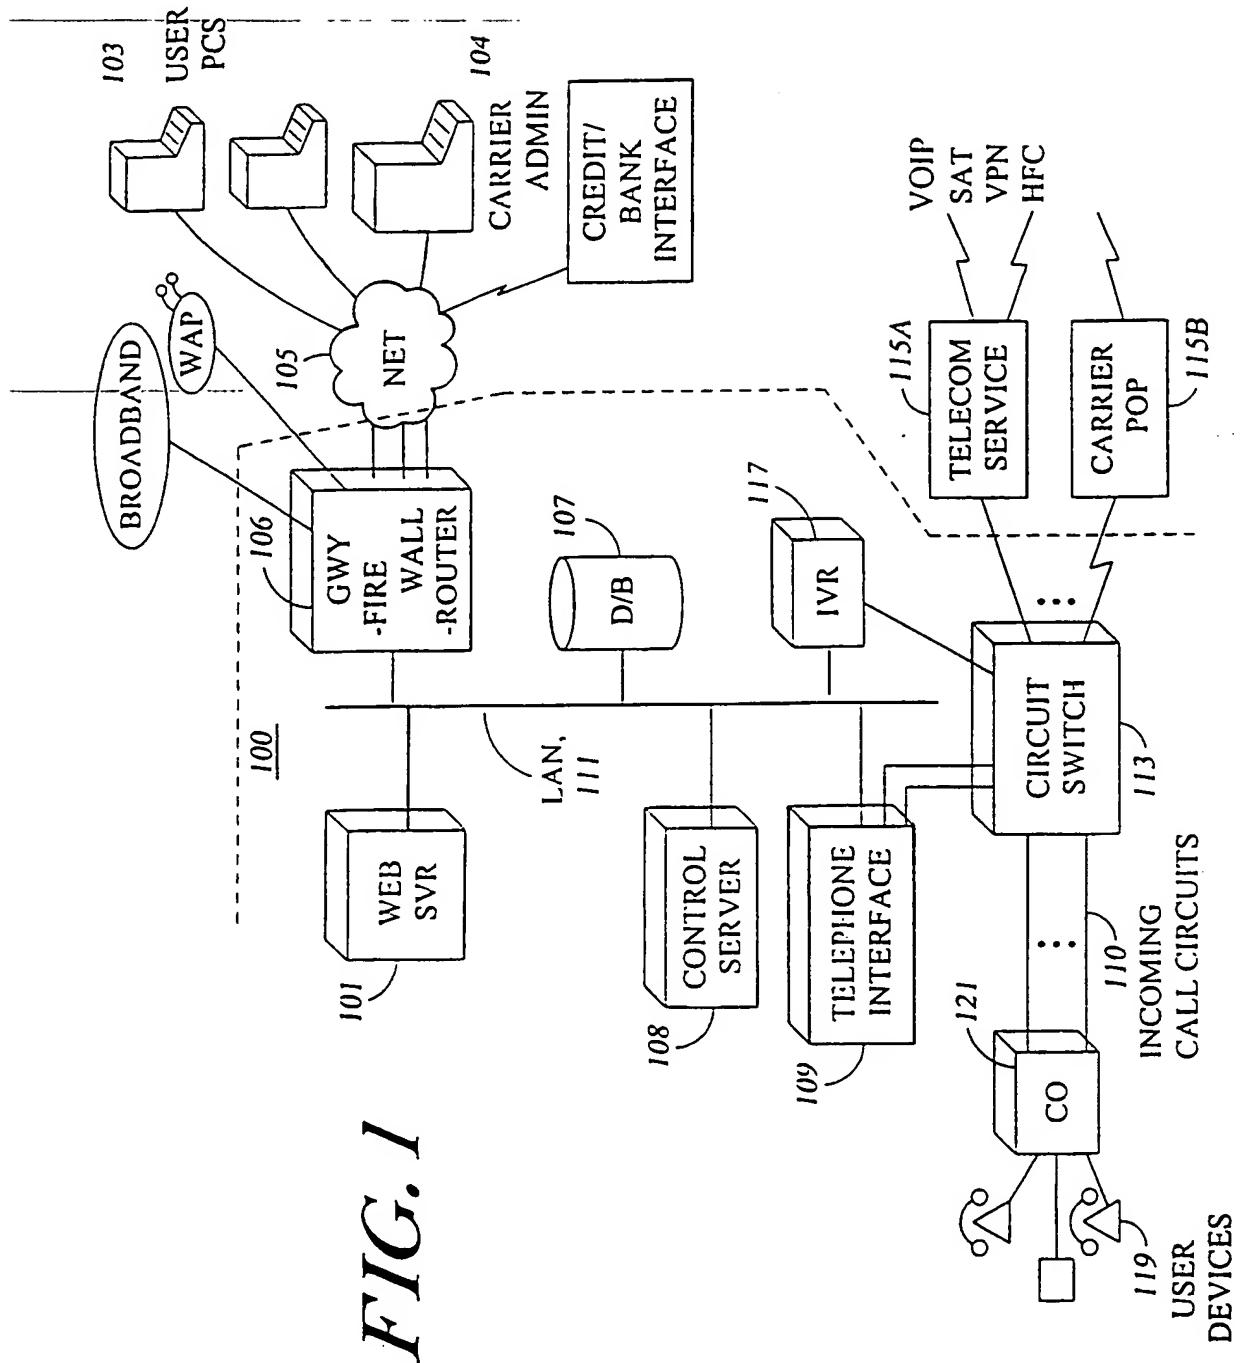 FIG. 1
100
BROADBAND
WAP
103
USER
PCS
104
CARRIER
ADMIN
CREDIT/
BANK
INTERFACE
105
NET
106
GWY
-FIRE
WALL
-ROUTER
WEB
SVR
101
LAN,
111
107
D/B
CONTROL
SERVER
108
TELEPHONE
INTERFACE
109
117
IVR
CIRCUIT
SWITCH
113
TELECOM
SERVICE
115A
CARRIER
POP
115B
VOIP
SAT
VPN
HFC
121
CO
110
INCOMING
CALL CIRCUITS
119
USER
DEVICES